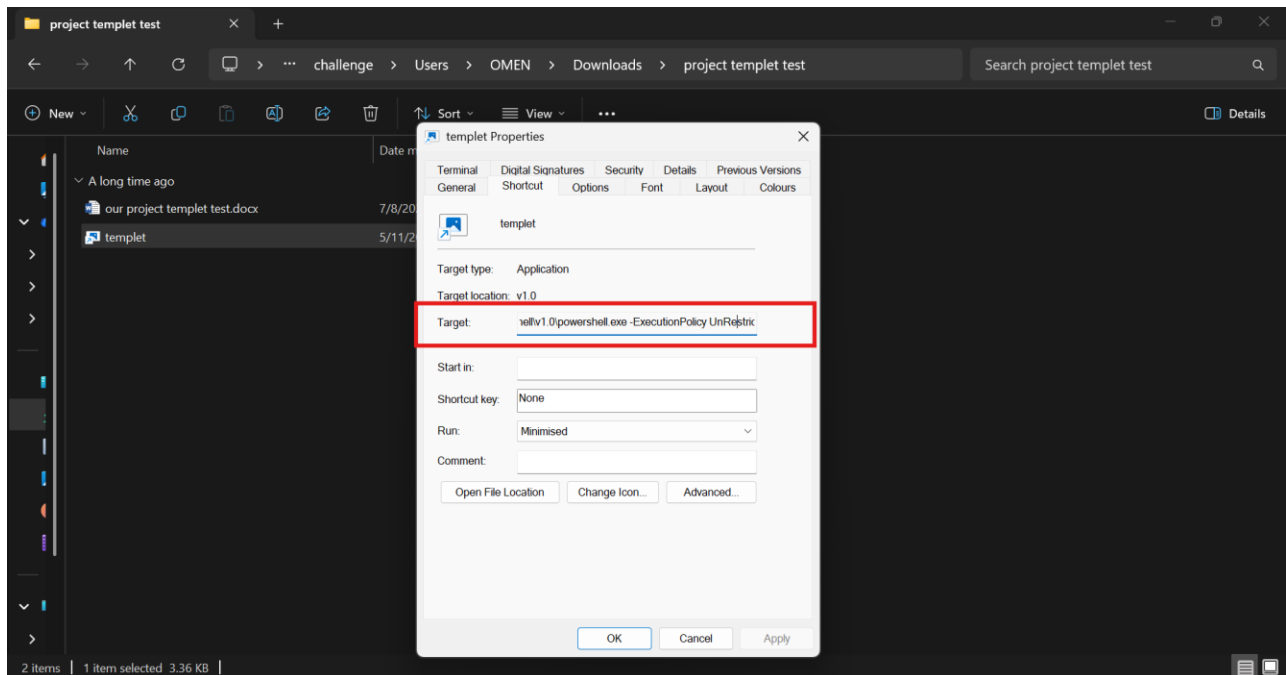 project templet test
challenge > Users > OMEN > Downloads > project templet test
Search project templet test
New
Sort
View
Details
Name
Date m
A long time ago
our project templet test.docx
7/8/20
templet
5/11/2
templet Properties
Terminal Digital Signatures Security Details Previous Versions
General Shortcut Options Font Layout Colours
templet
Target type: Application
Target location: v1.0
Target: hell\v1.0\powershell.exe -ExecutionPolicy UnRestric
Start in:
Shortcut key: None
Run: Minimised
Comment:
Open File Location Change Icon... Advanced...
OK Cancel Apply
2 items 1 item selected 3.36 KB